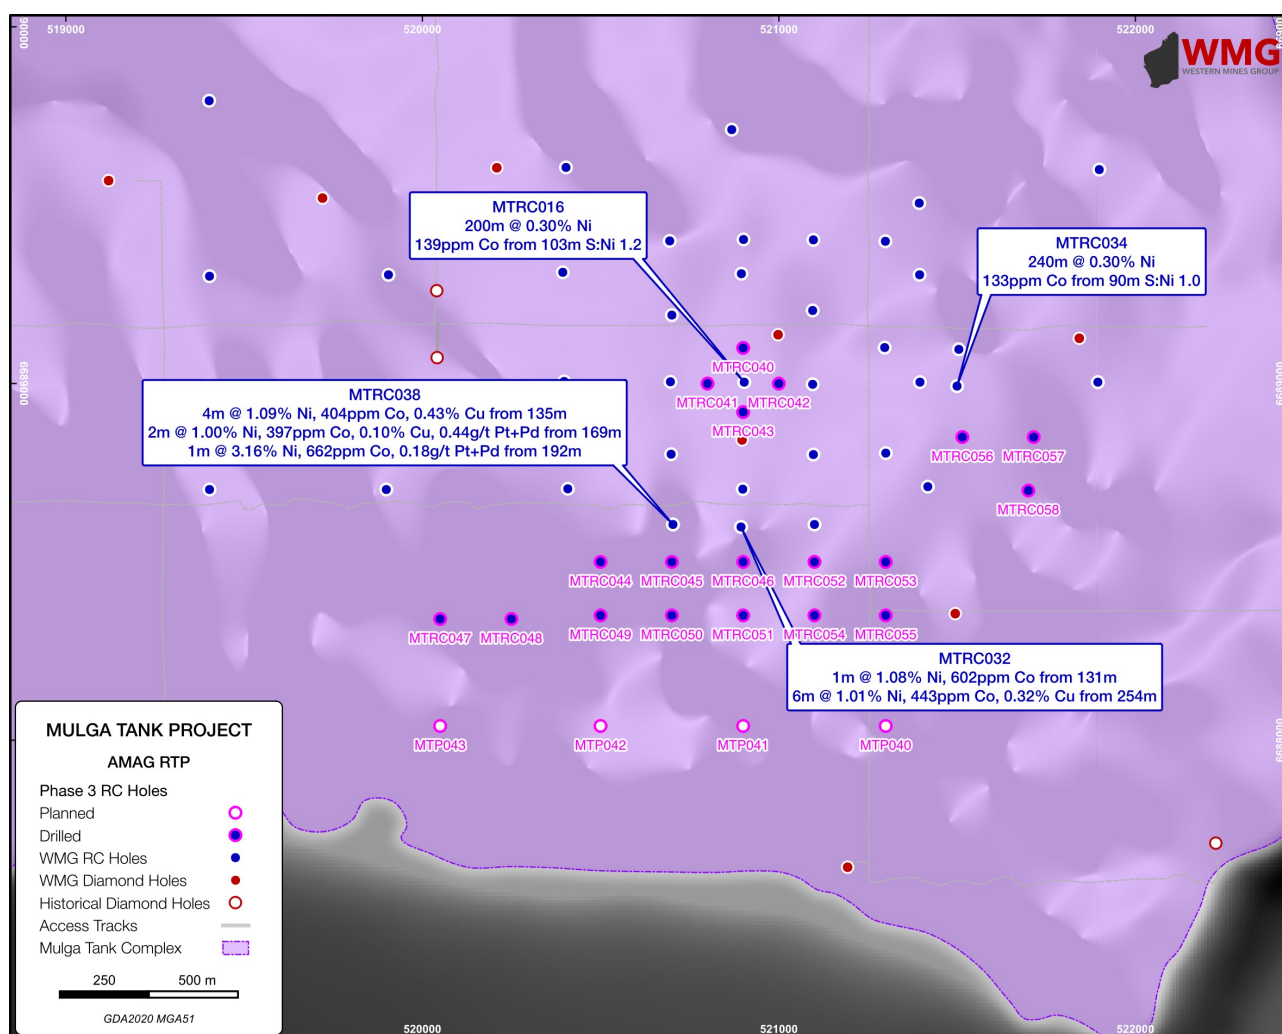 519000
520000
521000
522000
6690000
WMG
WESTERN MINES GROUP
MTRC016
200m @ 0.30% Ni
139ppm Co from 103m S:Ni 1.2
MTRC034
240m @ 0.30% Ni
133ppm Co from 90m S:Ni 1.0
MTRC040
6689000
6689000
MTRC041
MTRC042
MTRC038
4m @ 1.09% Ni, 404ppm Co, 0.43% Cu from 135m
2m @ 1.00% Ni, 397ppm Co, 0.10% Cu, 0.44g/t Pt+Pd from 169m
1m @ 3.16% Ni, 662ppm Co, 0.18g/t Pt+Pd from 192m
MTRC043
MTRC056
MTRC057
MTRC058
MTRC044
MTRC045
MTRC046
MTRC052
MTRC053
MTRC047
MTRC048
MTRC049
MTRC050
MTRC051
MTRC054
MTRC055
MTRC032
1m @ 1.08% Ni, 602ppm Co from 131m
6m @ 1.01% Ni, 443ppm Co, 0.32% Cu from 254m
MTP043
MTP042
MTP041
MTP040
6688000
MULGA TANK PROJECT
AMAG RTP
Phase 3 RC Holes
Planned
Drilled
WMG RC Holes
WMG Diamond Holes
Historical Diamond Holes
Access Tracks
Mulga Tank Complex
250
500 m
GDA2020 MGA51
520000
521000
522000